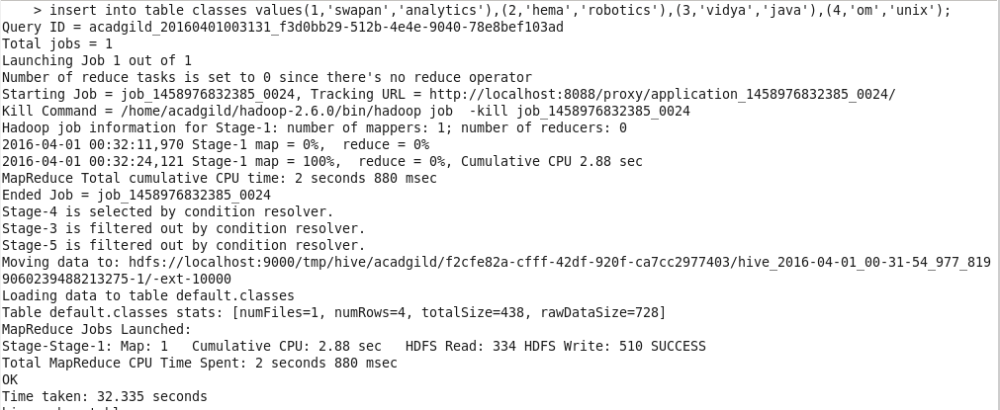 > insert into table classes values(1,'swapan','analytics'),(2,'hema','robotics'),(3,'vidya','java'),(4,'om','unix');
Query ID = acadgild_20160401003131_f3d0bb29-512b-4e4e-9040-78e8bef103ad
Total jobs = 1
Launching Job 1 out of 1
Number of reduce tasks is set to 0 since there's no reduce operator
Starting Job = job_1458976832385_0024, Tracking URL = http://localhost:8088/proxy/application_1458976832385_0024/
Kill Command = /home/acadgild/hadoop-2.6.0/bin/hadoop job  -kill job_1458976832385_0024
Hadoop job information for Stage-1: number of mappers: 1; number of reducers: 0
2016-04-01 00:32:11,970 Stage-1 map = 0%,  reduce = 0%
2016-04-01 00:32:24,121 Stage-1 map = 100%,  reduce = 0%, Cumulative CPU 2.88 sec
MapReduce Total cumulative CPU time: 2 seconds 880 msec
Ended Job = job_1458976832385_0024
Stage-4 is selected by condition resolver.
Stage-3 is filtered out by condition resolver.
Stage-5 is filtered out by condition resolver.
Moving data to: hdfs://localhost:9000/tmp/hive/acadgild/f2cfe82a-cfff-42df-920f-ca7cc2977403/hive_2016-04-01_00-31-54_977_819
9060239488213275-1/-ext-10000
Loading data to table default.classes
Table default.classes stats: [numFiles=1, numRows=4, totalSize=438, rawDataSize=728]
MapReduce Jobs Launched:
Stage-Stage-1: Map: 1   Cumulative CPU: 2.88 sec   HDFS Read: 334 HDFS Write: 510 SUCCESS
Total MapReduce CPU Time Spent: 2 seconds 880 msec
OK
Time taken: 32.335 seconds